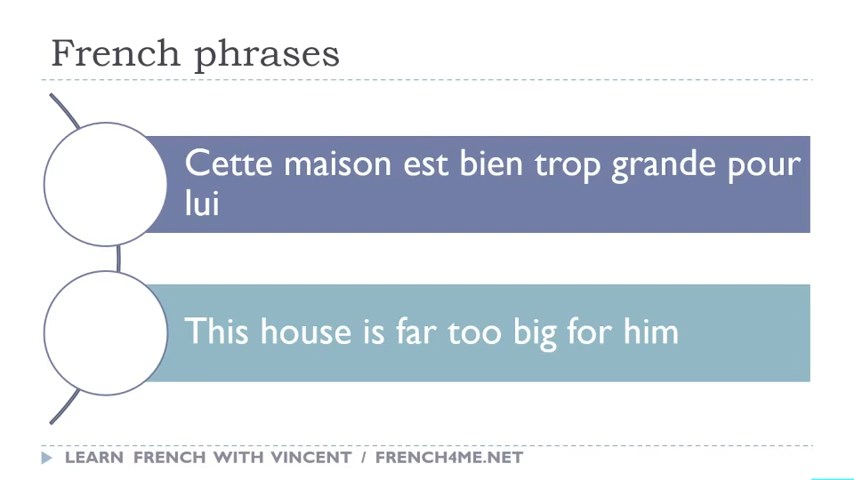 French phrases
Cette maison est bien trop grande pour
lui
This house is far too big for him
LEARN FRENCH WITH VINCENT / FRENCH4ME.NET